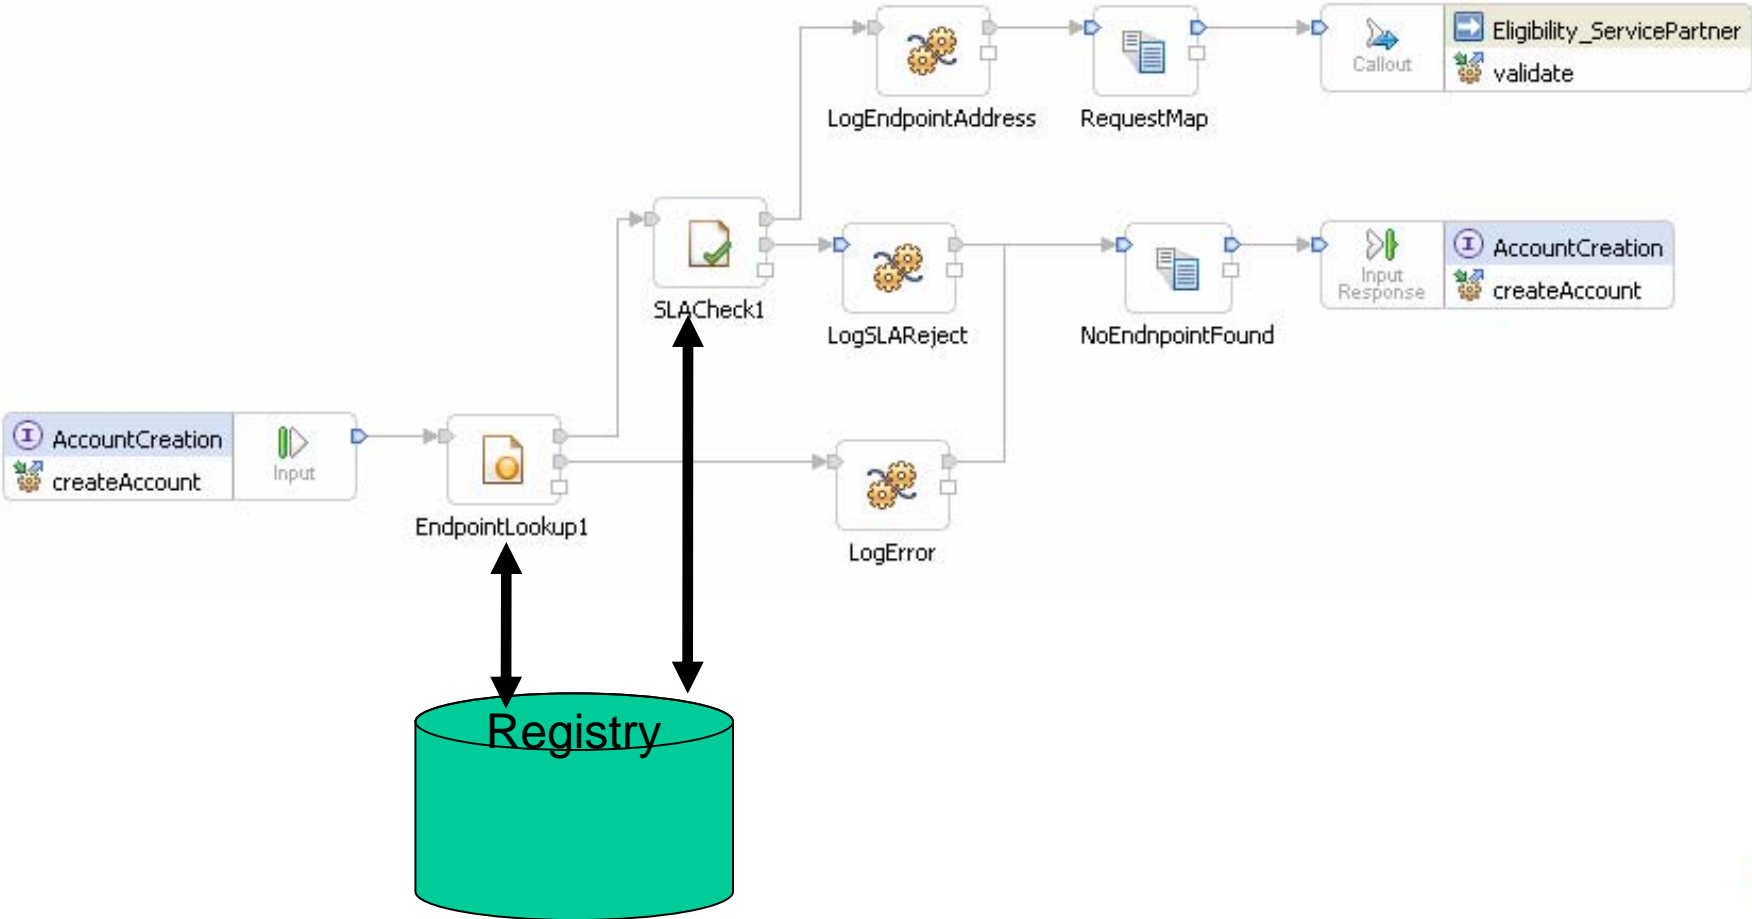 Callout
Eligibility_ServicePartner
validate
LogEndpointAddress
RequestMap
SLACheck1
LogSLAReject
NoEndnpointFound
Input
Response
AccountCreation
createAccount
AccountCreation
createAccount
Input
EndpointLookup1
LogError
Registry